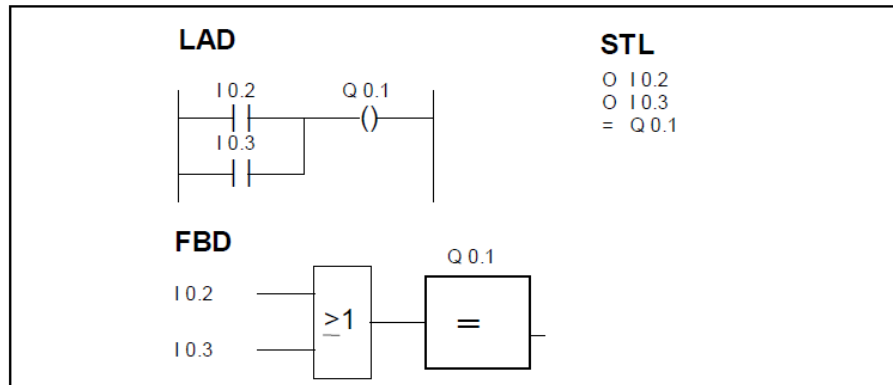 LAD
I 0.2
Q 0.1
( )
I 0.3
STL
O I 0.2
O I 0.3
= Q 0.1
FBD
Q 0.1
I 0.2
≥1
=
I 0.3